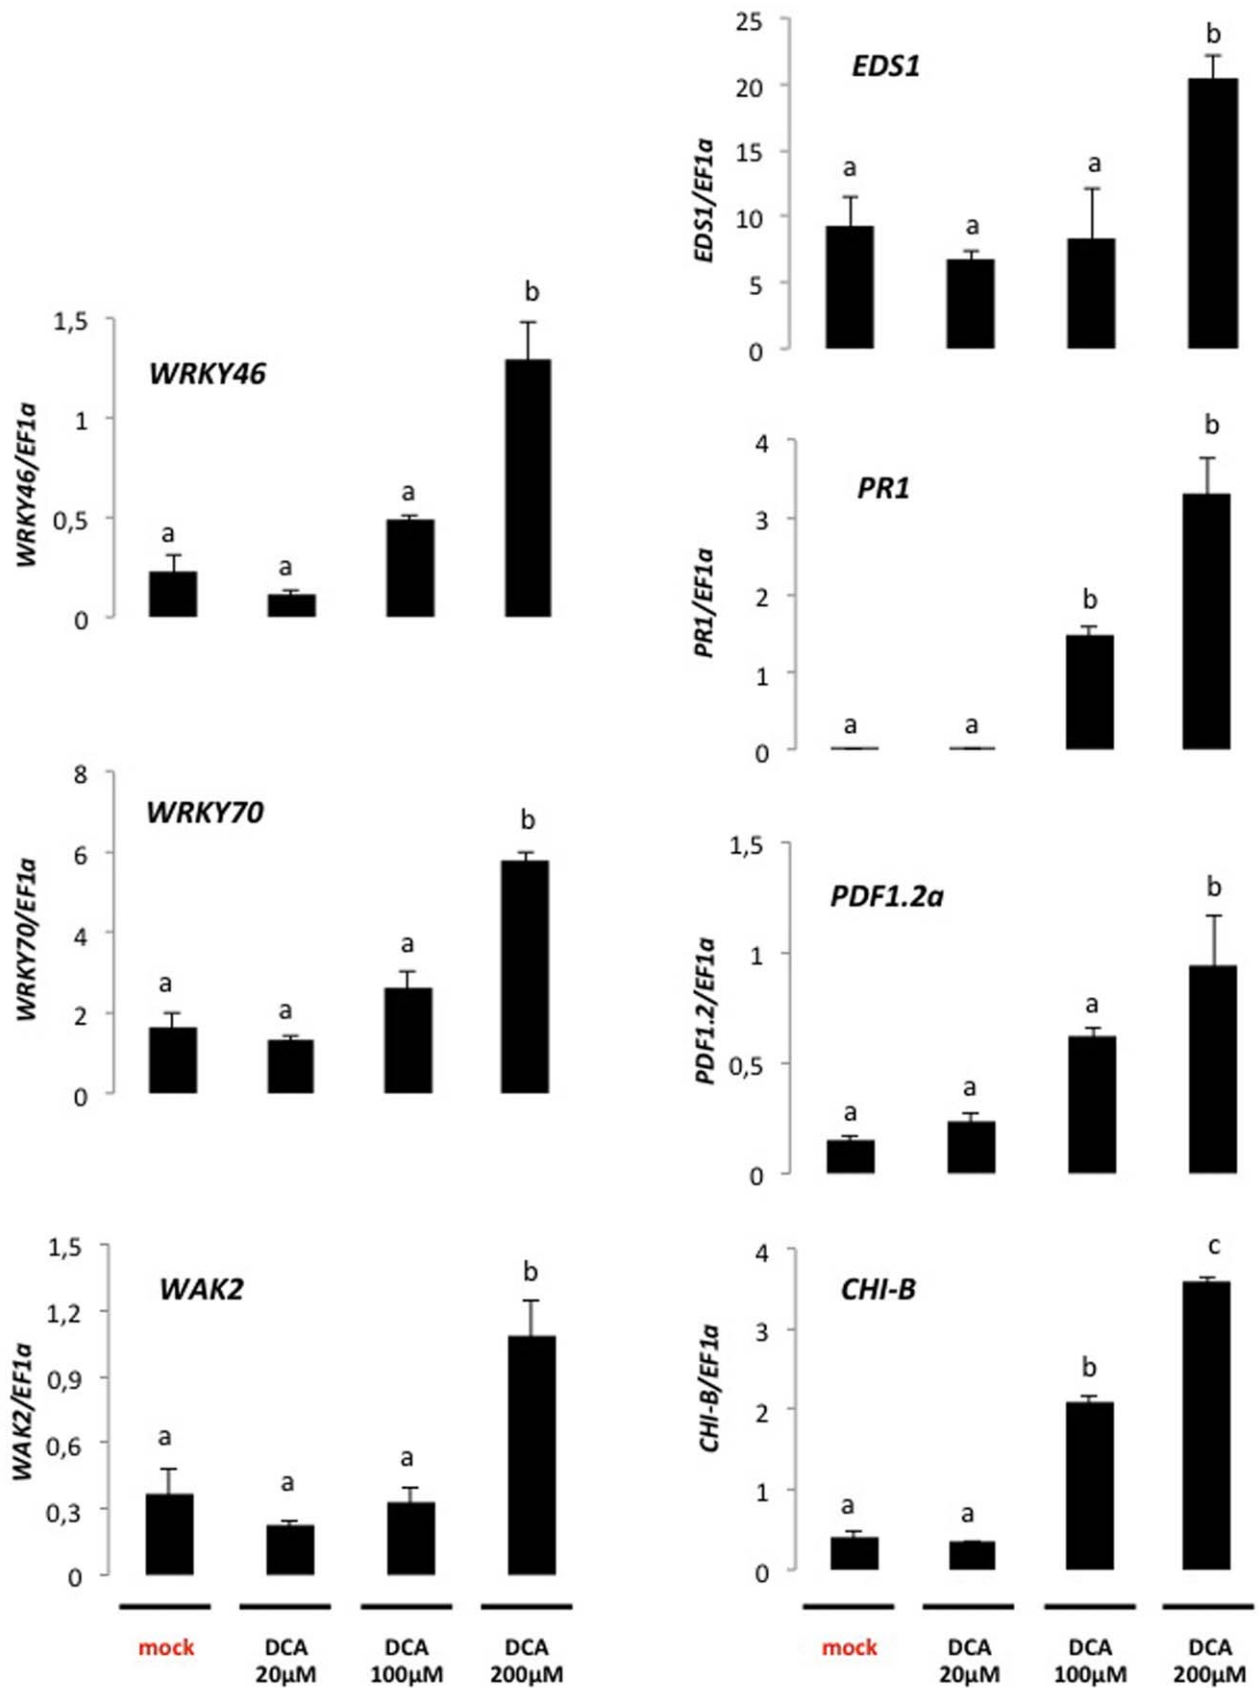 WRKY46
WRKY46/EF1a
1,5
1
0,5
0
a
a
a
b
WRKY70
WRKY70/EF1a
8
6
4
2
0
a
a
a
b
WAK2
WAK2/EF1a
1,5
1,2
0,9
0,6
0,3
0
a
a
a
b
mock
DCA
20µM
DCA
100µM
DCA
200µM
EDS1
EDS1/EF1a
25
20
15
10
5
0
a
a
a
b
PR1
PR1/EF1a
4
3
2
1
0
a
a
b
b
PDF1.2a
PDF1.2/EF1a
1,5
1
0,5
0
a
a
a
b
CHI-B
CHI-B/EF1a
4
3
2
1
0
a
a
b
c
mock
DCA
20µM
DCA
100µM
DCA
200µM